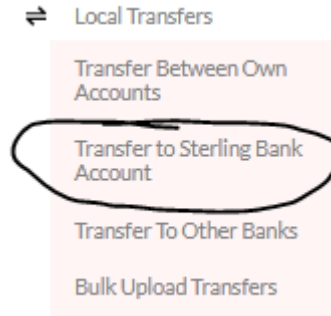 Local Transfers
Transfer Between Own
Accounts
Transfer to Sterling Bank
Account
Transfer To Other Banks
Bulk Upload Transfers